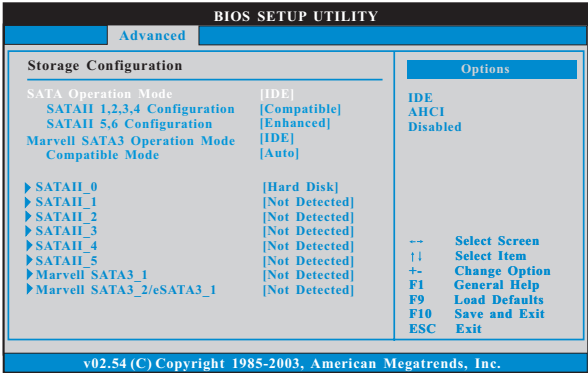 BIOS SETUP UTILITY
Advanced
Storage Configuration
SATA Operation Mode [IDE]
SATAII 1,2,3,4 Configuration [Compatible]
SATAII 5,6 Configuration [Enhanced]
Marvell SATA3 Operation Mode [IDE]
Compatible Mode [Auto]
SATAII_0 [Hard Disk]
SATAII_1 [Not Detected]
SATAII_2 [Not Detected]
SATAII_3 [Not Detected]
SATAII_4 [Not Detected]
SATAII_5 [Not Detected]
Marvell SATA3_1 [Not Detected]
Marvell SATA3_2/eSATA3_1 [Not Detected]
Options
IDE
AHCI
Disabled
←→ Select Screen
↑↓ Select Item
+- Change Option
F1 General Help
F9 Load Defaults
F10 Save and Exit
ESC Exit
v02.54 (C) Copyright 1985-2003, American Megatrends, Inc.